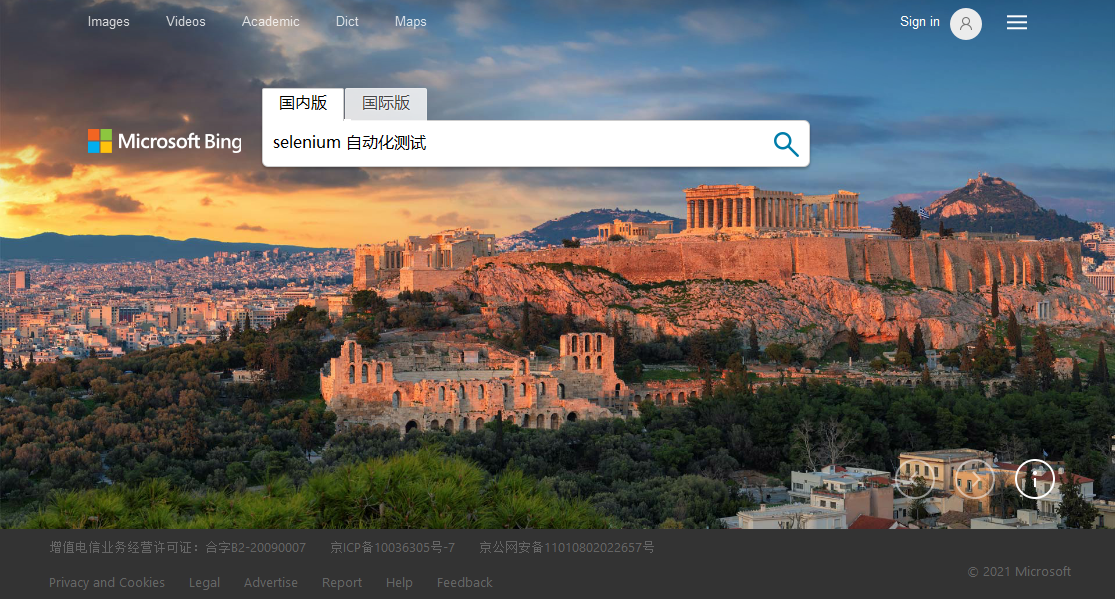 Images Videos Academic Dict Maps Sign in
国内版 国际版
Microsoft Bing selenium 自动化测试
增值电信业务经营许可证：合字B2-20090007 京ICP备10036305号-7 京公网安备11010802022657号
Privacy and Cookies Legal Advertise Report Help Feedback © 2021 Microsoft